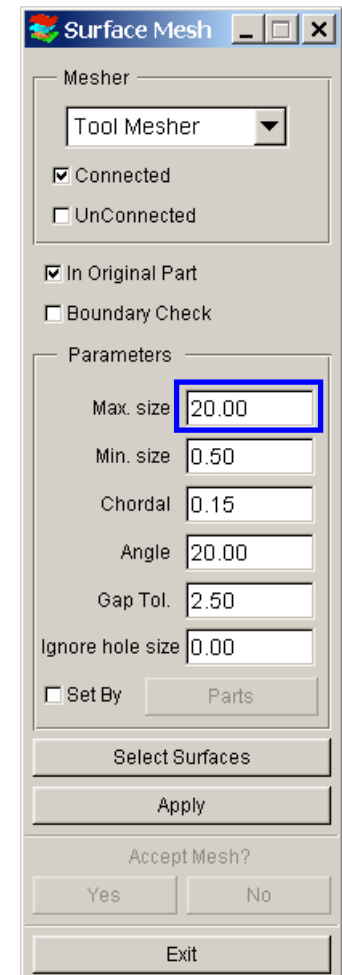 Surface Mesh
Mesher
Tool Mesher
Connected
UnConnected
In Original Part
Boundary Check
Parameters
Max. size 20.00
Min. size 0.50
Chordal 0.15
Angle 20.00
Gap Tol. 2.50
Ignore hole size 0.00
Set By Parts
Select Surfaces
Apply
Accept Mesh?
Yes No
Exit